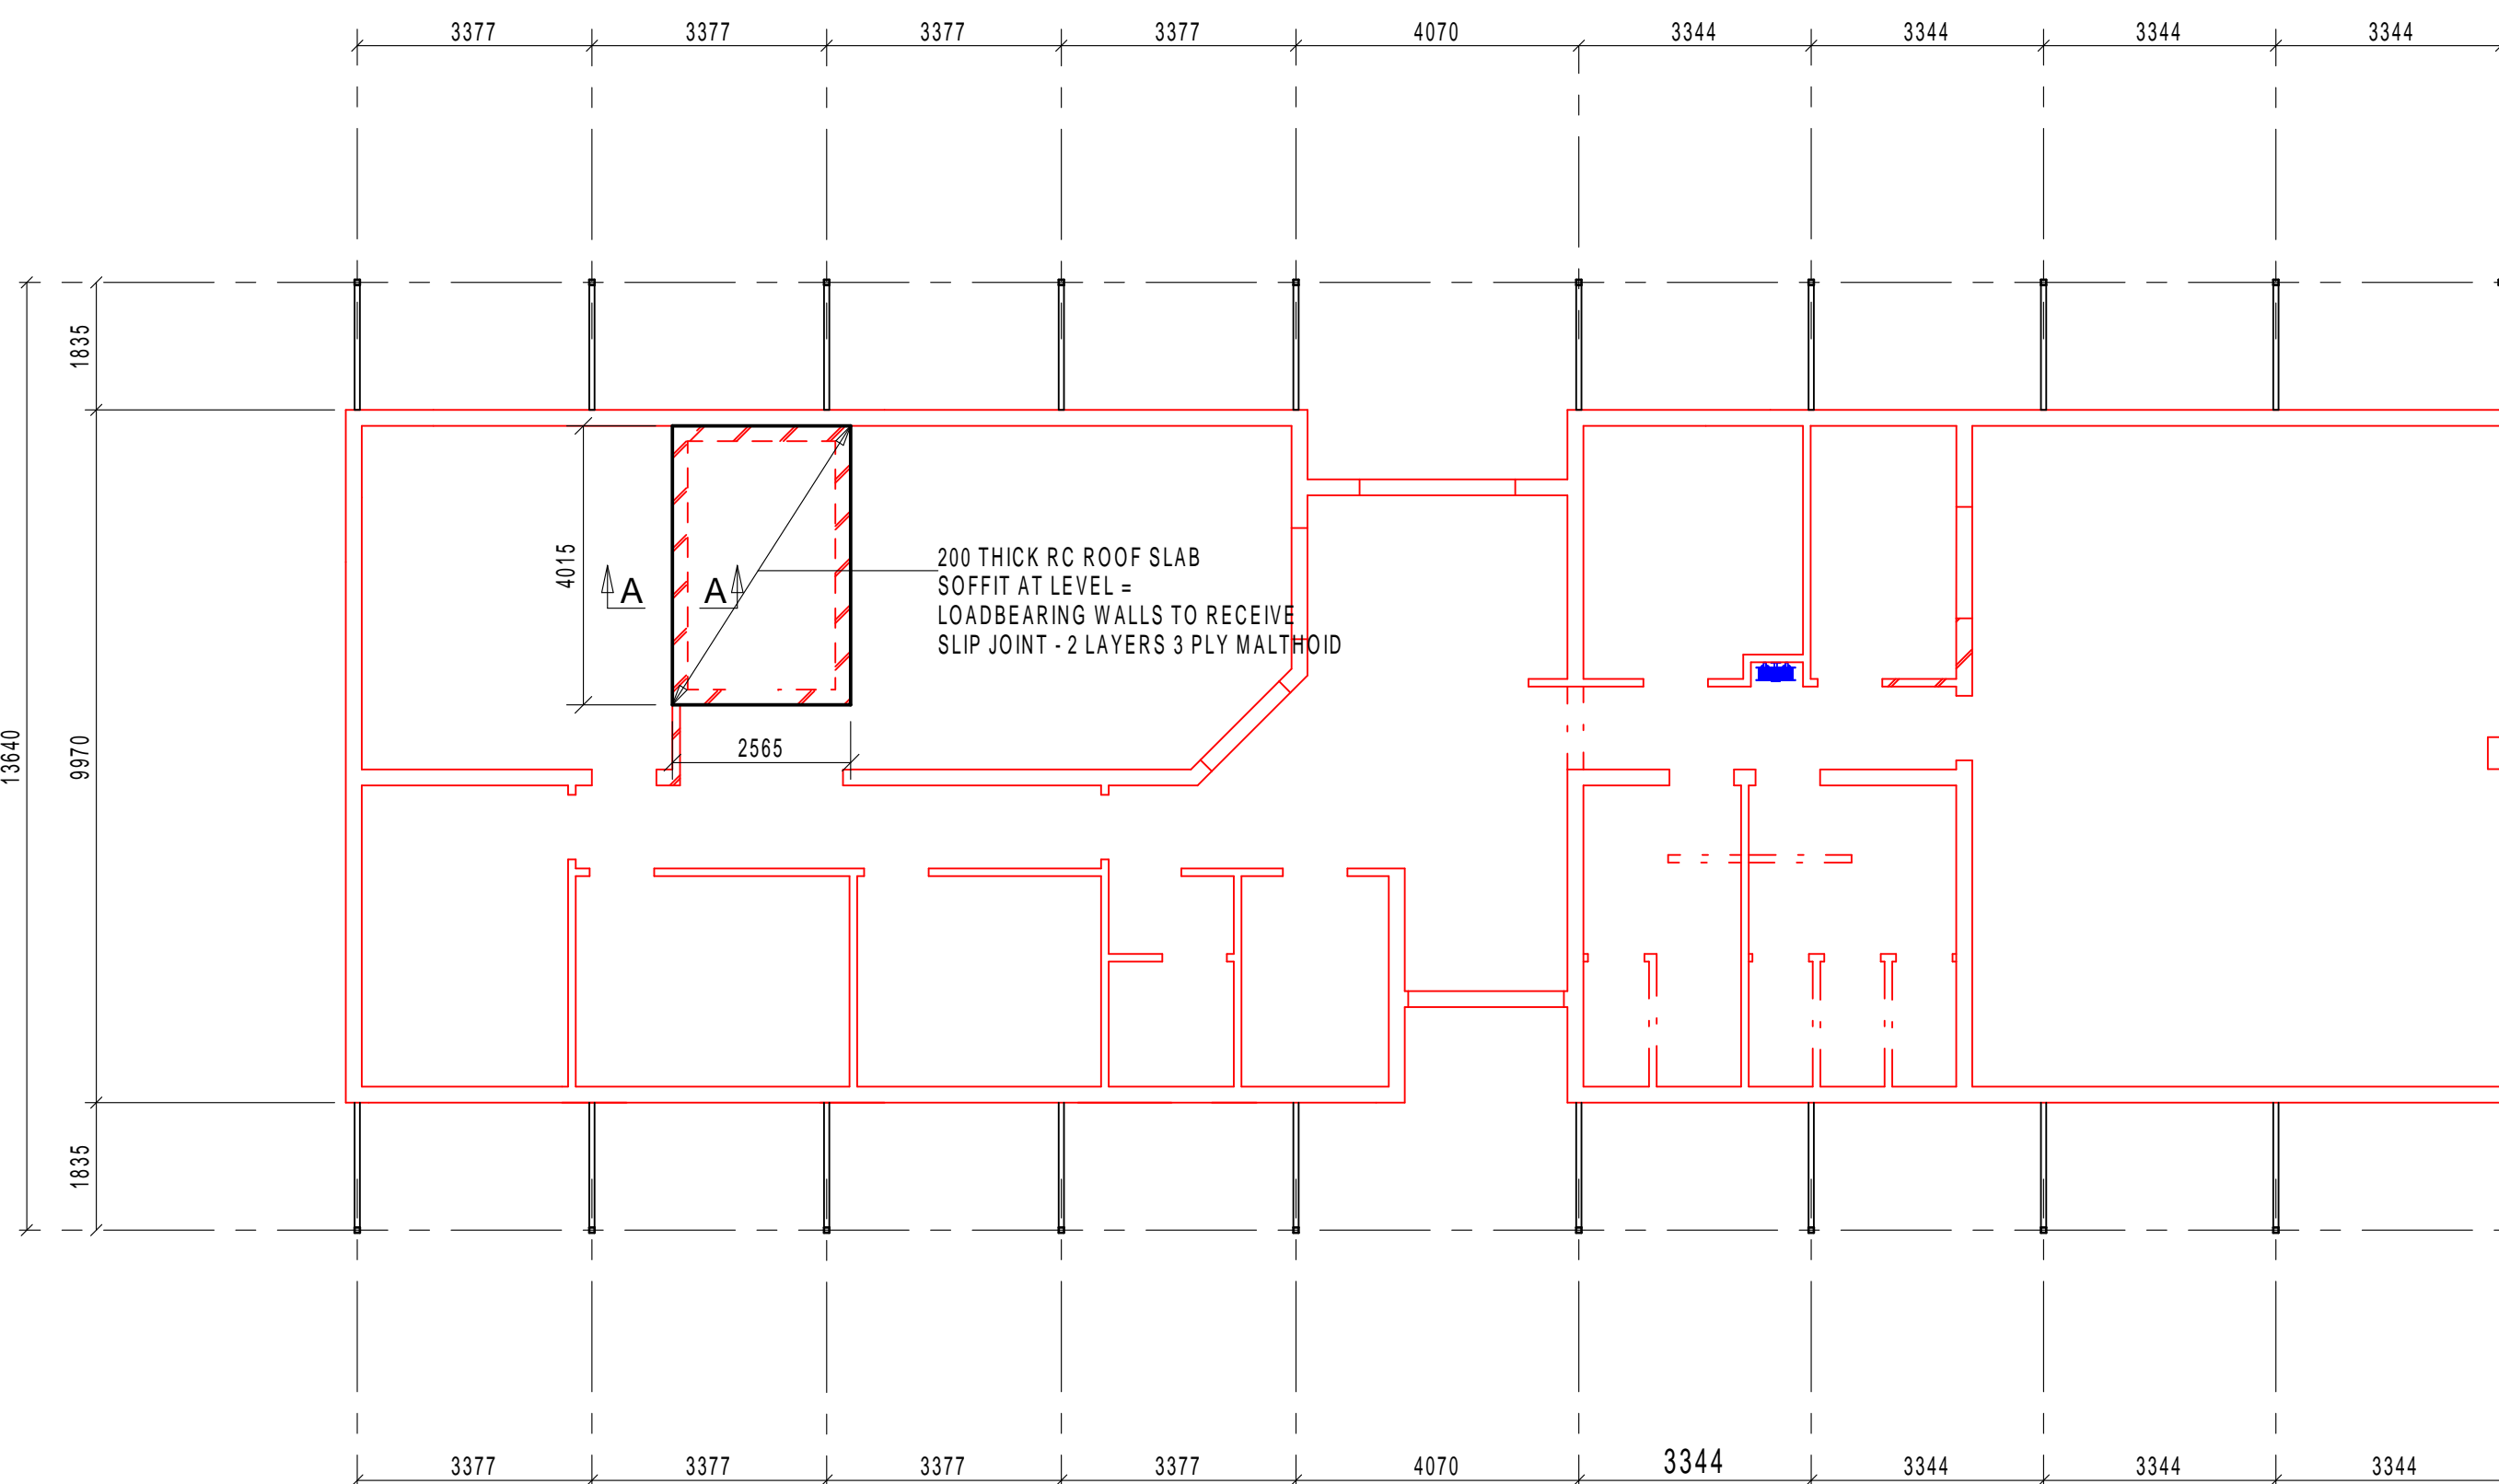 3377 3377 3377 3377 4070 3344 3344 3344 3344
1835
4015
200 THICK RC ROOF SLAB
SOFFIT AT LEVEL =
A A
LOADBEARING WALLS TO RECEIVE
SLIP JOINT - 2 LAYERS 3 PLY MALTHOID
2565
13640
9970
1835
3377 3377 3377 3377 4070 3344 3344 3344 3344